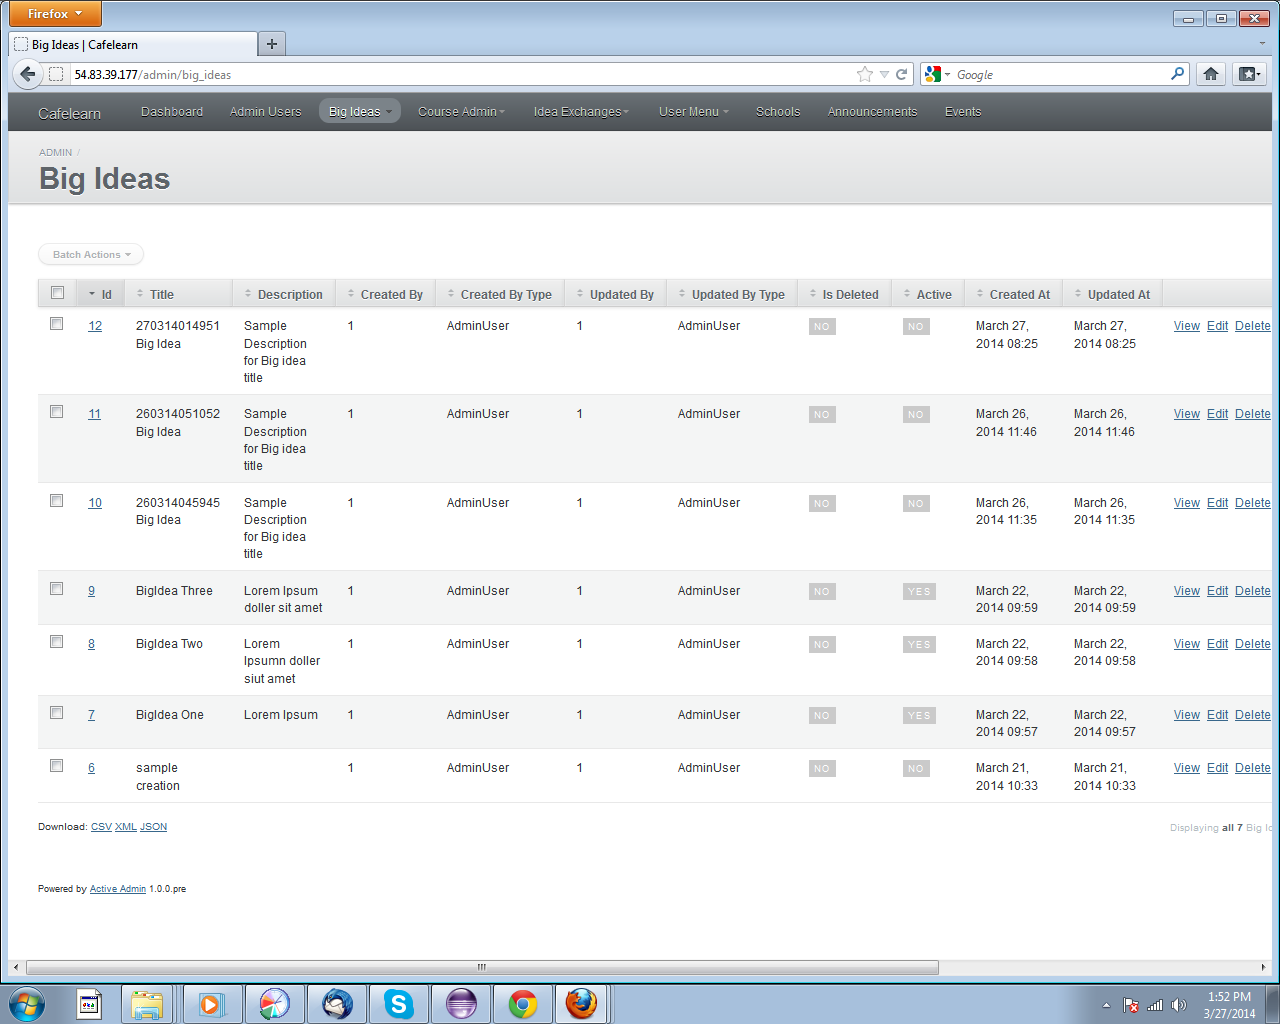 Firefox
Big Ideas | Cafelearn
54.83.39.177/admin/big_ideas
Google
Cafelearn Dashboard Admin Users Big Ideas Course Admin Idea Exchanges User Menu Schools Announcements Events
ADMIN /
Big Ideas
Batch Actions
Id Title Description Created By Created By Type Updated By Updated By Type Is Deleted Active Created At Updated At
12 270314014951 Sample 1 AdminUser 1 AdminUser NO NO March 27, March 27, View Edit Delete
Big Idea Description 2014 08:25 2014 08:25
for Big idea
title
11 260314051052 Sample 1 AdminUser 1 AdminUser NO NO March 26, March 26, View Edit Delete
Big Idea Description 2014 11:46 2014 11:46
for Big idea
title
10 260314045945 Sample 1 AdminUser 1 AdminUser NO NO March 26, March 26, View Edit Delete
Big Idea Description 2014 11:35 2014 11:35
for Big idea
title
9 BigIdea Three Lorem Ipsum 1 AdminUser 1 AdminUser NO YES March 22, March 22, View Edit Delete
doller sit amet 2014 09:59 2014 09:59
8 BigIdea Two Lorem 1 AdminUser 1 AdminUser NO YES March 22, March 22, View Edit Delete
Ipsumn doller 2014 09:58 2014 09:58
siut amet
7 BigIdea One Lorem Ipsum 1 AdminUser 1 AdminUser NO YES March 22, March 22, View Edit Delete
2014 09:57 2014 09:57
6 sample 1 AdminUser 1 AdminUser NO NO March 21, March 21, View Edit Delete
creation 2014 10:33 2014 10:33
Download: CSV XML JSON
Displaying all 7 Big
Powered by Active Admin 1.0.0.pre
1:52 PM
3/27/2014